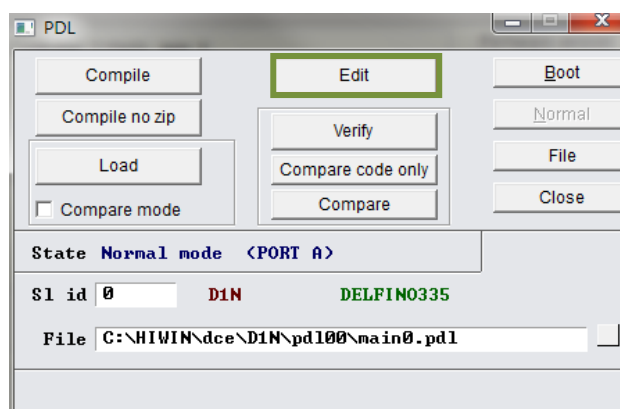 PDL
Compile
Edit
Boot
Compile no zip
Verify
Normal
Load
Compare code only
File
Compare mode
Compare
Close
State Normal mode (PORT A)
Sl id 0 D1N DELFINO335
File C:\HIWIN\dce\D1N\pdl00\main0.pdl